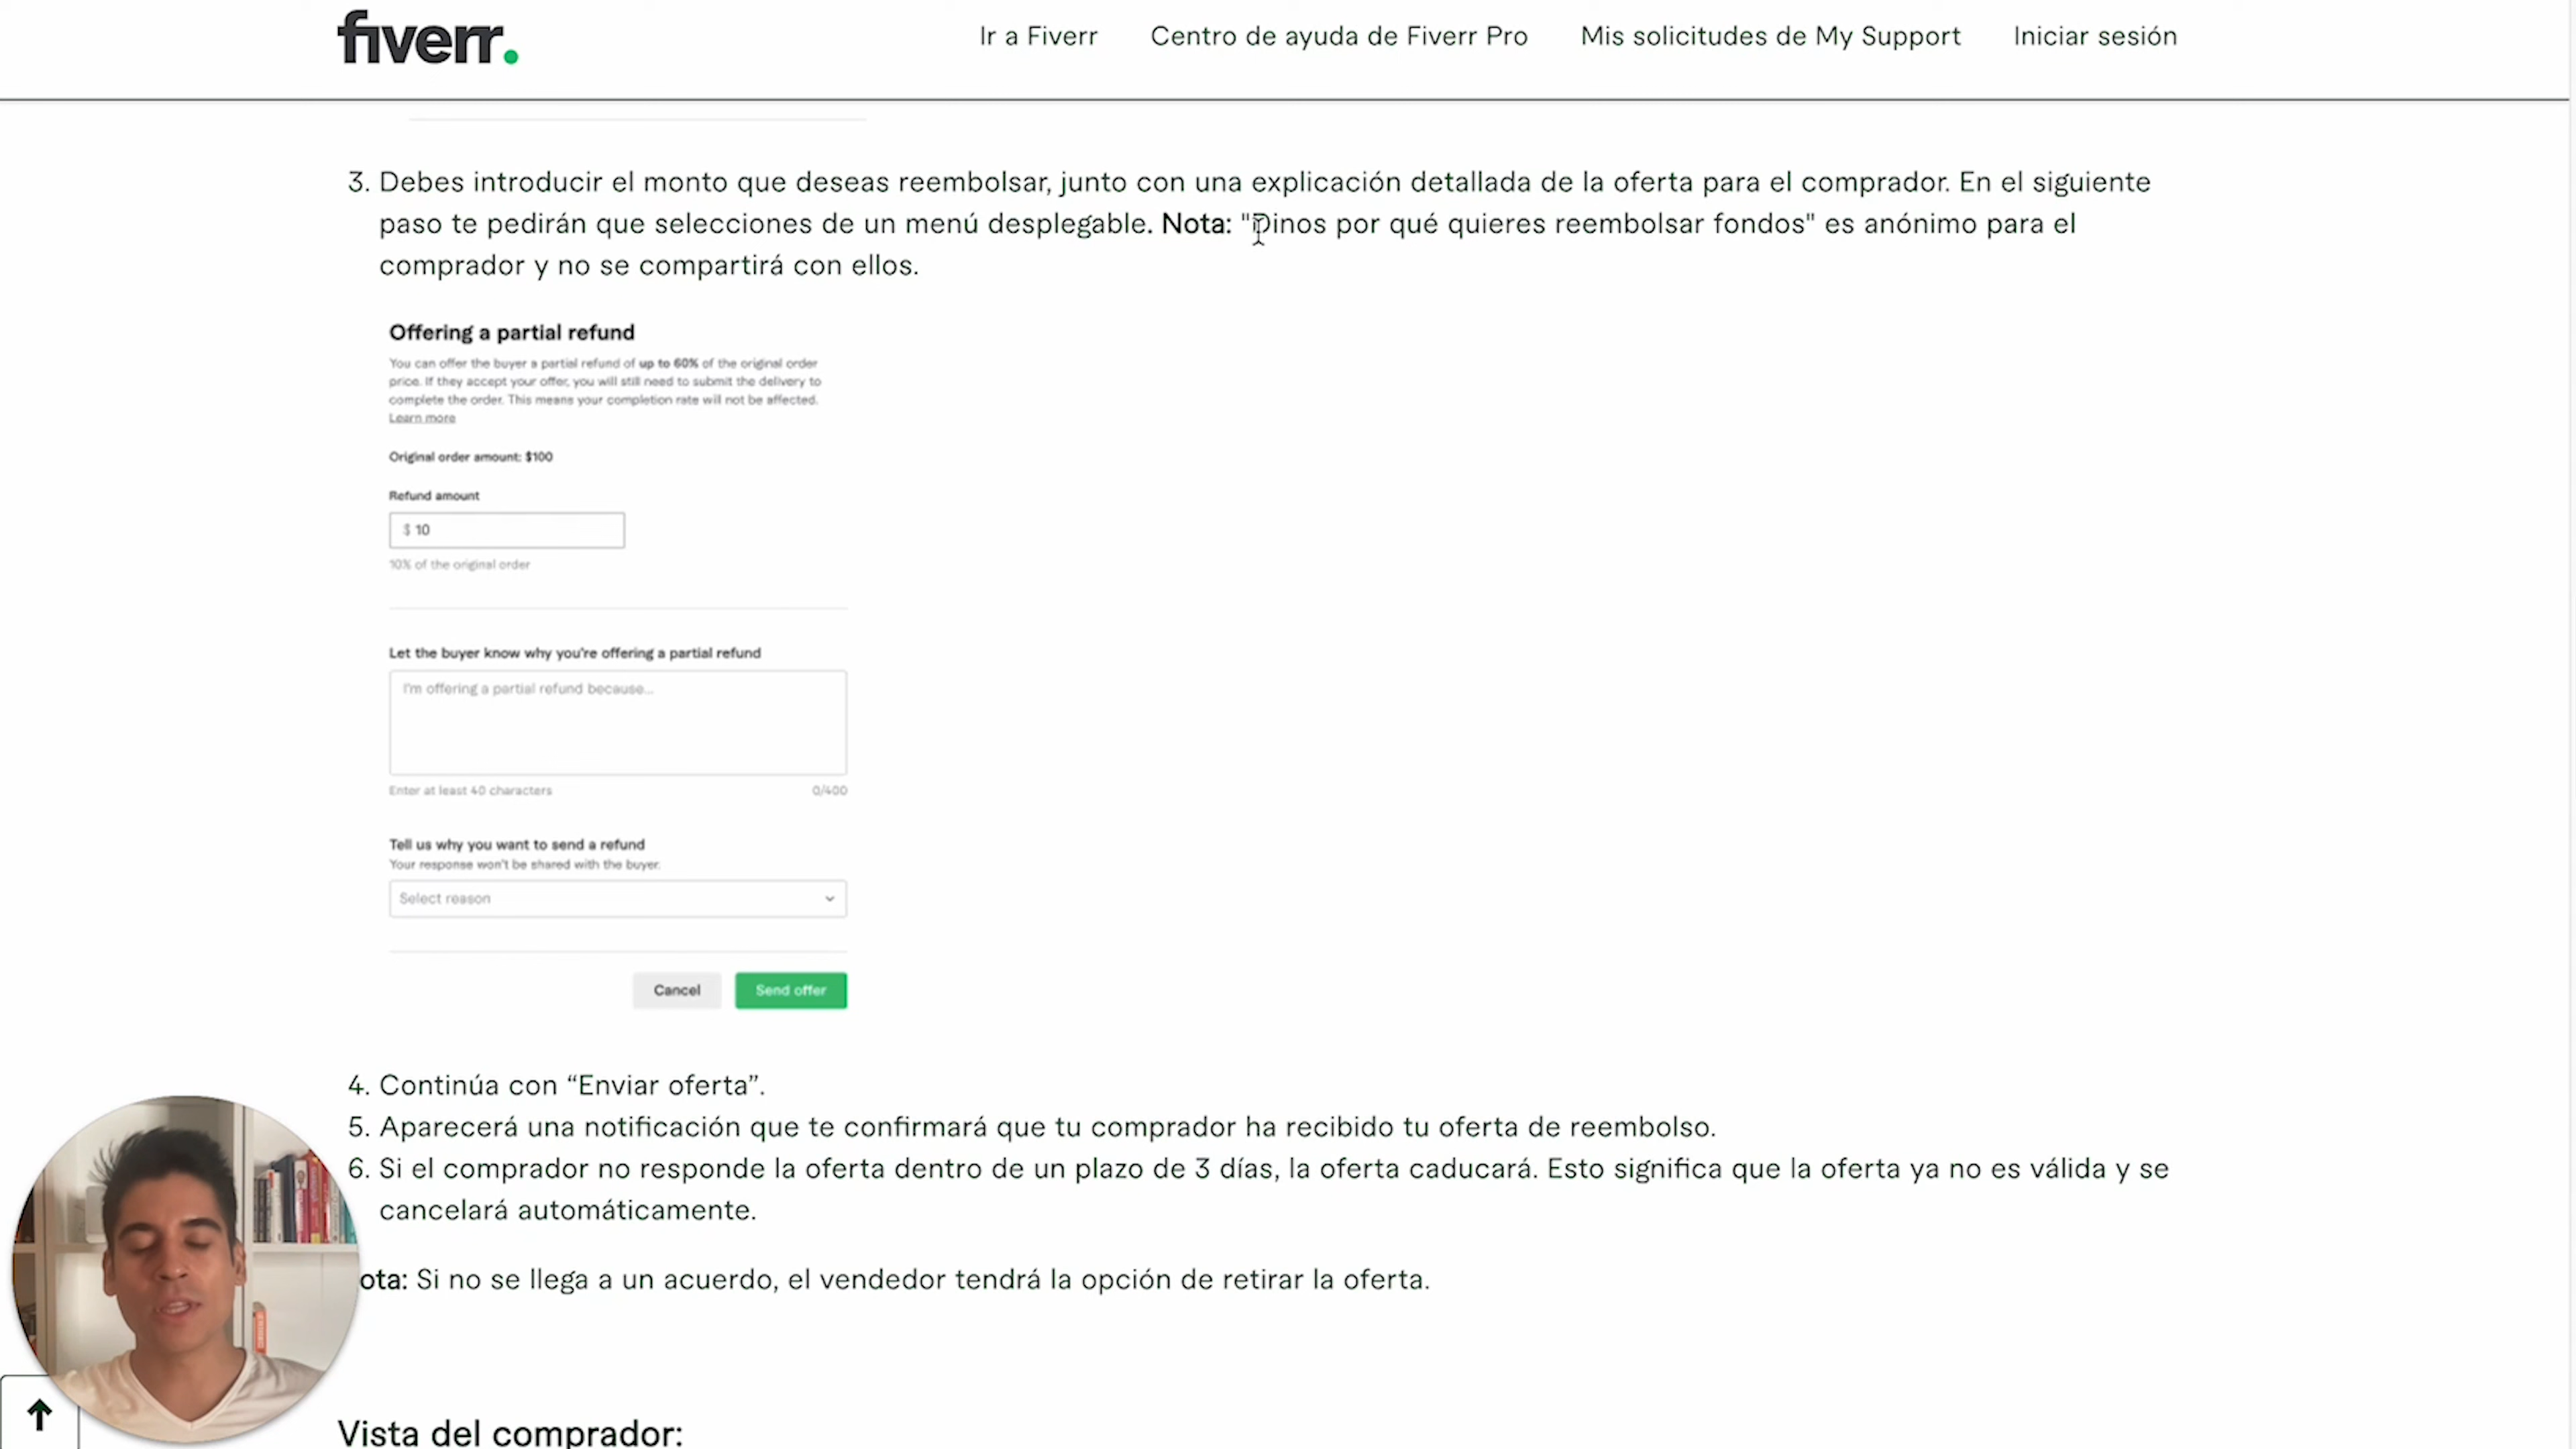 fiverr.
Ir a Fiverr
Centro de ayuda de Fiverr Pro
Mis solicitudes de My Support
Iniciar sesión
3. Debes introducir el monto que deseas reembolsar, junto con una explicación detallada de la oferta para el comprador. En el siguiente
paso te pedirán que selecciones de un menú desplegable. Nota: "Dinos por qué quieres reembolsar fondos" es anónimo para el
comprador y no se compartirá con ellos.
Offering a partial refund
You can offer the buyer a partial refund of up to 60% of the original order
price. If they accept your offer, you will still need to submit the delivery to
complete the order. This means your completion rate will not be affected.
Learn more
Original order amount: $100
Refund amount
$ 10
10% of the original order
Let the buyer know why you're offering a partial refund
I'm offering a partial refund because...
Enter at least 40 characters
0/400
Tell us why you want to send a refund
Your response won't be shared with the buyer.
Select reason
Cancel
Send offer
4. Continúa con “Enviar oferta”.
5. Aparecerá una notificación que te confirmará que tu comprador ha recibido tu oferta de reembolso.
6. Si el comprador no responde la oferta dentro de un plazo de 3 días, la oferta caducará. Esto significa que la oferta ya no es válida y se
cancelará automáticamente.
ota: Si no se llega a un acuerdo, el vendedor tendrá la opción de retirar la oferta.
Vista del comprador: